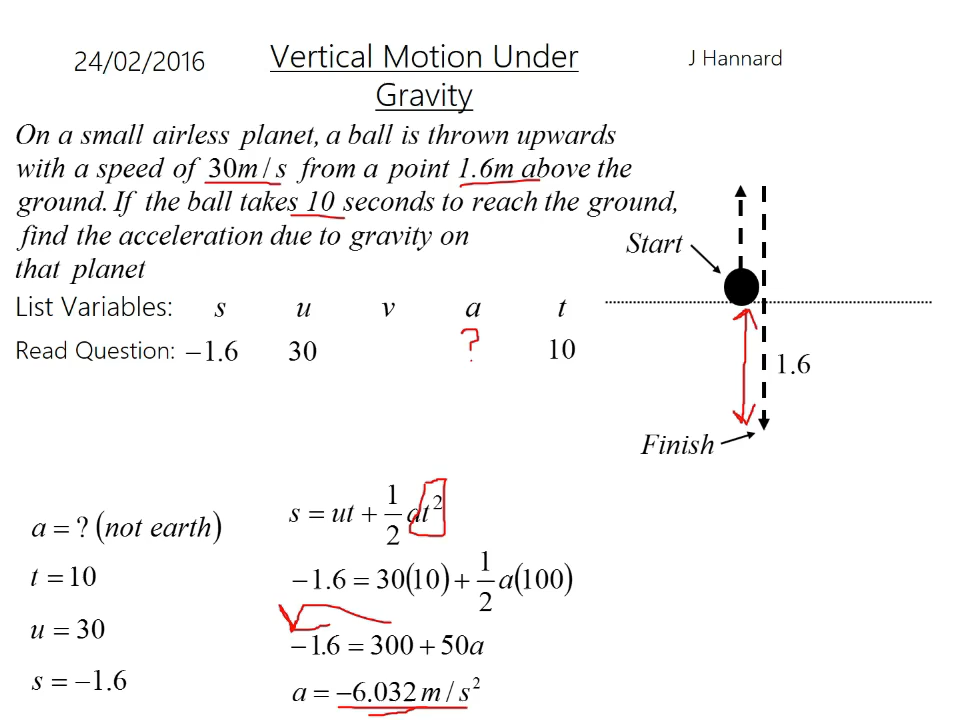 24/02/2016
Vertical Motion Under
Gravity
J Hannard
On a small airless planet, a ball is thrown upwards
with a speed of 30m / s from a point 1.6m above the
ground. If the ball takes 10 seconds to reach the ground,
find the acceleration due to gravity on
that planet
Start
List Variables: s u v a t
Read Question: −1.6 30 ? 10
1.6
Finish
a = ? (not earth)
t = 10
u = 30
s = −1.6
s = ut + 1/2 at²
−1.6 = 30(10) + 1/2 a(100)
−1.6 = 300 + 50a
a = −6.032 m / s²